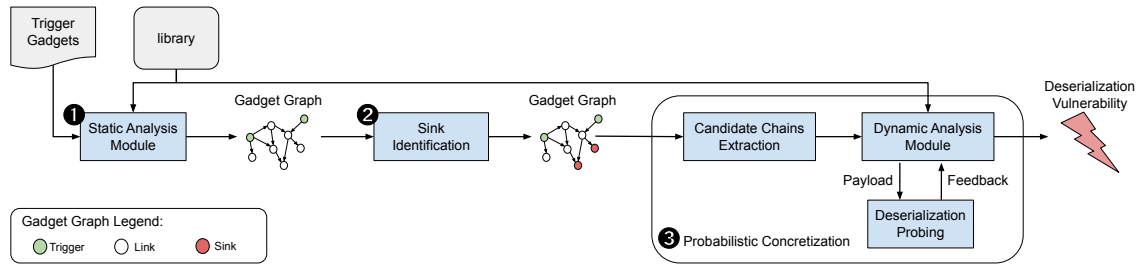 Trigger
Gadgets
library
Deserialization
Vulnerability
1
Static Analysis
Module
Gadget Graph
2
Sink
Identification
Gadget Graph
Candidate Chains
Extraction
Dynamic Analysis
Module
Payload
Feedback
Deserialization
Probing
3 Probabilistic Concretization
Gadget Graph Legend:
Trigger
Link
Sink